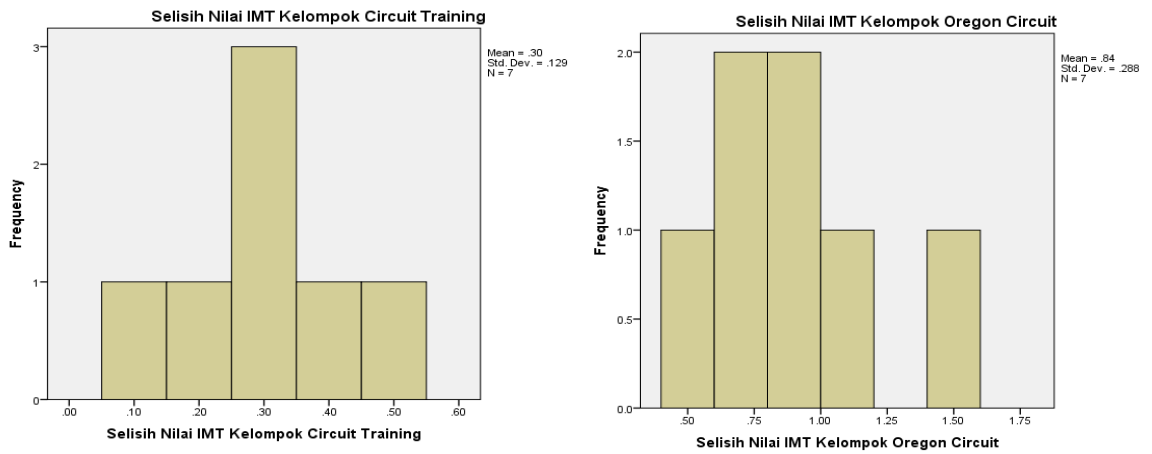 Selisih Nilai IMT Kelompok Circuit Training
3
2
1
0
Frequency
.00 .10 .20 .30 .40 .50 .60
Selisih Nilai IMT Kelompok Circuit Training
Mean = .30
Std. Dev. = .129
N = 7
Selisih Nilai IMT Kelompok Oregon Circuit
2.0
1.5
1.0
0.5
0.0
Frequency
.50 .75 1.00 1.25 1.50 1.75
Selisih Nilai IMT Kelompok Oregon Circuit
Mean = .84
Std. Dev. = .288
N = 7